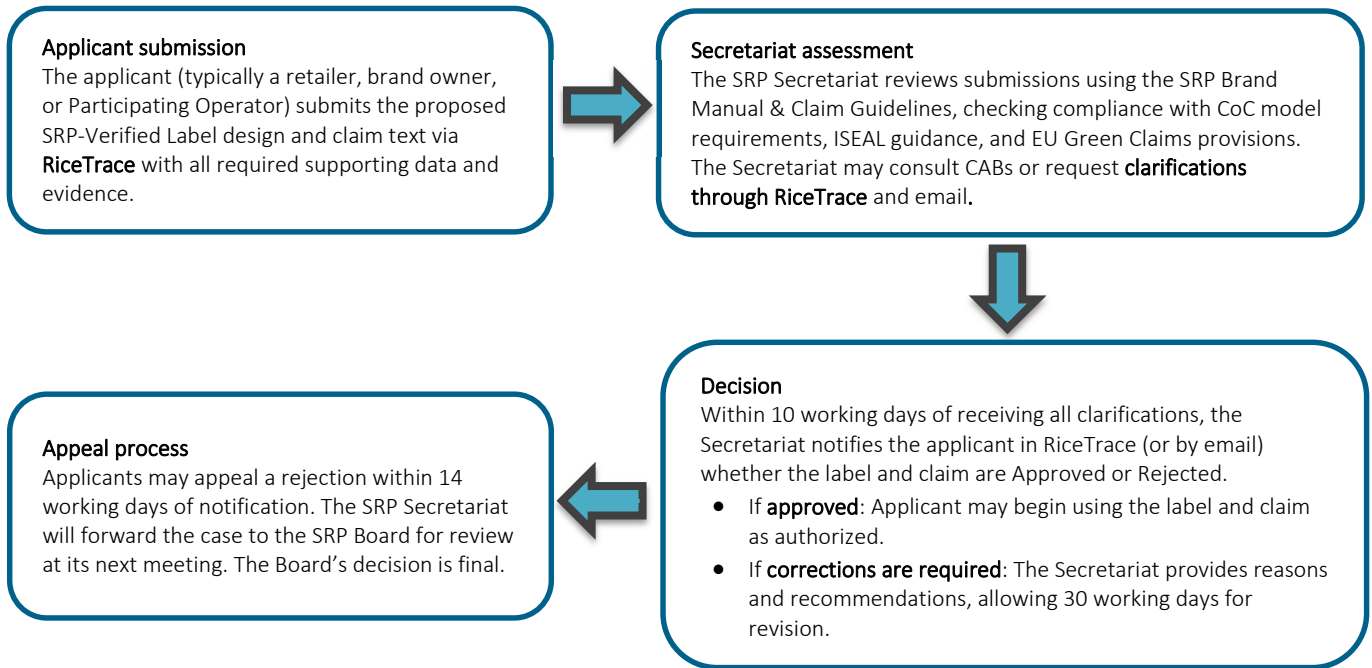 Applicant submission
The applicant (typically a retailer, brand owner,
or Participating Operator) submits the proposed
SRP-Verified Label design and claim text via
RiceTrace with all required supporting data and
evidence.
Secretariat assessment
The SRP Secretariat reviews submissions using the SRP Brand
Manual & Claim Guidelines, checking compliance with CoC model
requirements, ISEAL guidance, and EU Green Claims provisions.
The Secretariat may consult CABs or request clarifications
through RiceTrace and email.
Decision
Within 10 working days of receiving all clarifications, the
Secretariat notifies the applicant in RiceTrace (or by email)
whether the label and claim are Approved or Rejected.
• If approved: Applicant may begin using the label and claim
as authorized.
• If corrections are required: The Secretariat provides reasons
and recommendations, allowing 30 working days for
revision.
Appeal process
Applicants may appeal a rejection within 14
working days of notification. The SRP Secretariat
will forward the case to the SRP Board for review
at its next meeting. The Board’s decision is final.